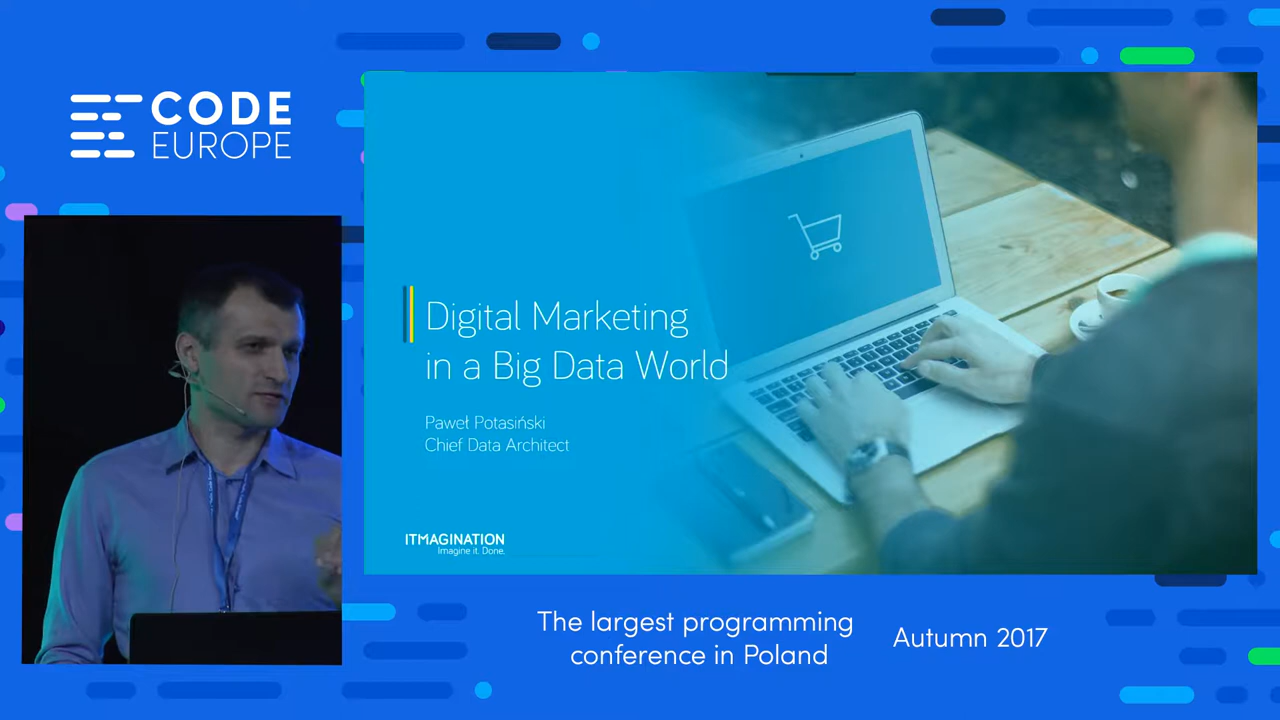 CODE
EUROPE
Digital Marketing
in a Big Data World
Paweł Potasiński
Chief Data Architect
ITMAGINATION
Imagine it. Done.
The largest programming
conference in Poland
Autumn 2017